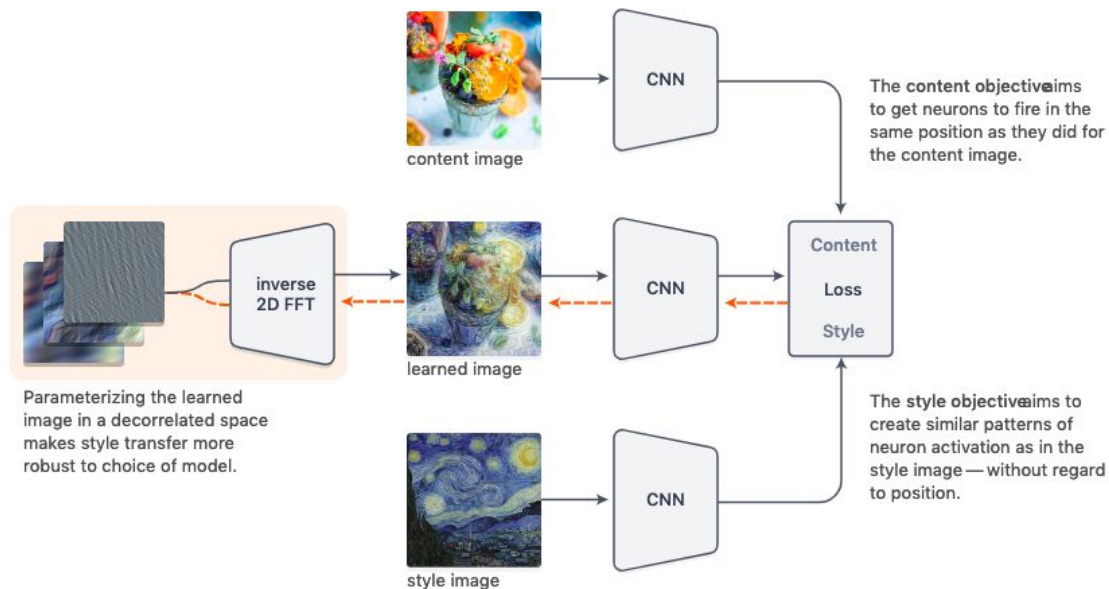 CNN
The content objectiveaims
to get neurons to fire in the
same position as they did for
the content image.
content image
inverse
2D FFT
CNN
Content
Loss
Style
learned image
Parameterizing the learned
image in a decorrelated space
makes style transfer more
robust to choice of model.
The style objectiveaims to
create similar patterns of
neuron activation as in the
style image — without regard
to position.
CNN
style image